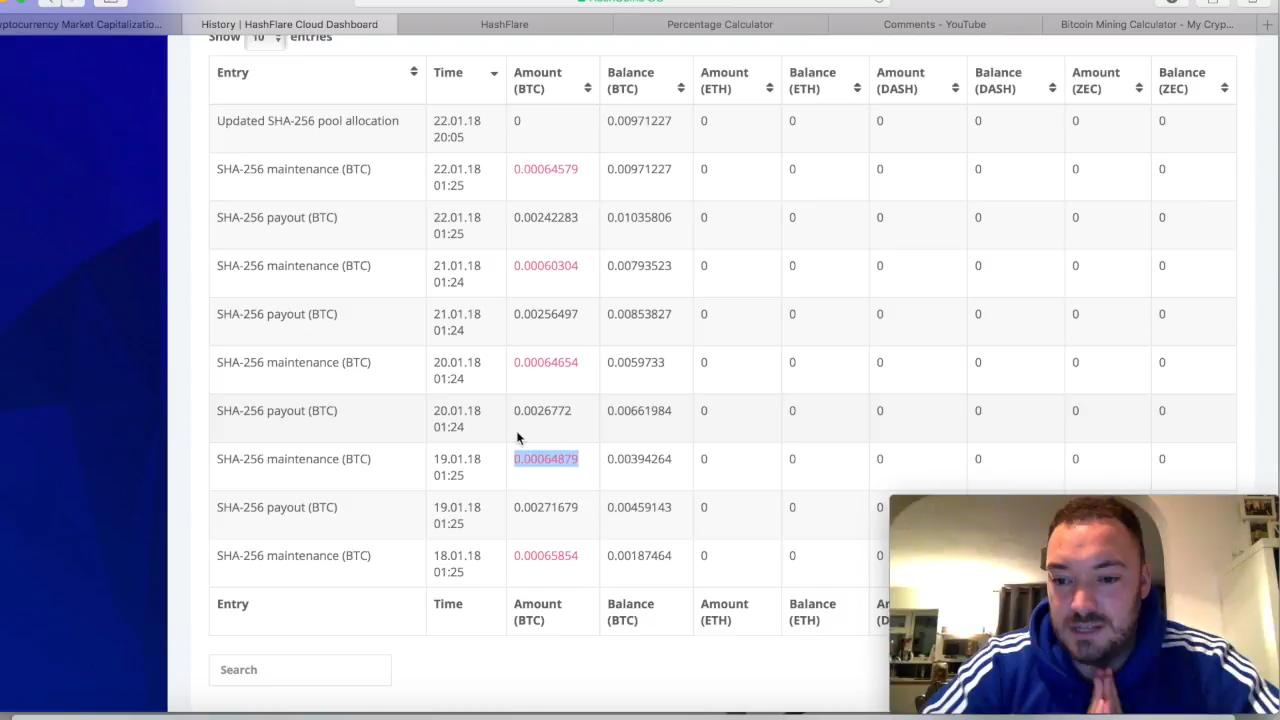 yptocurrency Market Capitalizatio... History | HashFlare Cloud Dashboard HashFlare Percentage Calculator Comments - YouTube Bitcoin Mining Calculator - My Cryp...
Show 10 entries
Entry Time Amount (BTC) Balance (BTC) Amount (ETH) Balance (ETH) Amount (DASH) Balance (DASH) Amount (ZEC) Balance (ZEC)
Updated SHA-256 pool allocation 22.01.18 20:05 0 0.00971227 0 0 0 0 0 0
SHA-256 maintenance (BTC) 22.01.18 01:25 0.00064579 0.00971227 0 0 0 0 0 0
SHA-256 payout (BTC) 22.01.18 01:25 0.00242283 0.01035806 0 0 0 0 0 0
SHA-256 maintenance (BTC) 21.01.18 01:24 0.00060304 0.00793523 0 0 0 0 0 0
SHA-256 payout (BTC) 21.01.18 01:24 0.00256497 0.00853827 0 0 0 0 0 0
SHA-256 maintenance (BTC) 20.01.18 01:24 0.00064654 0.0059733 0 0 0 0 0 0
SHA-256 payout (BTC) 20.01.18 01:24 0.0026772 0.00661984 0 0 0 0 0 0
SHA-256 maintenance (BTC) 19.01.18 01:25 0.00064879 0.00394264 0 0 0 0 0 0
SHA-256 payout (BTC) 19.01.18 01:25 0.00271679 0.00459143 0 0 0
SHA-256 maintenance (BTC) 18.01.18 01:25 0.00065854 0.00187464 0 0 0
Entry Time Amount (BTC) Balance (BTC) Amount (ETH) Balance (ETH)
Search